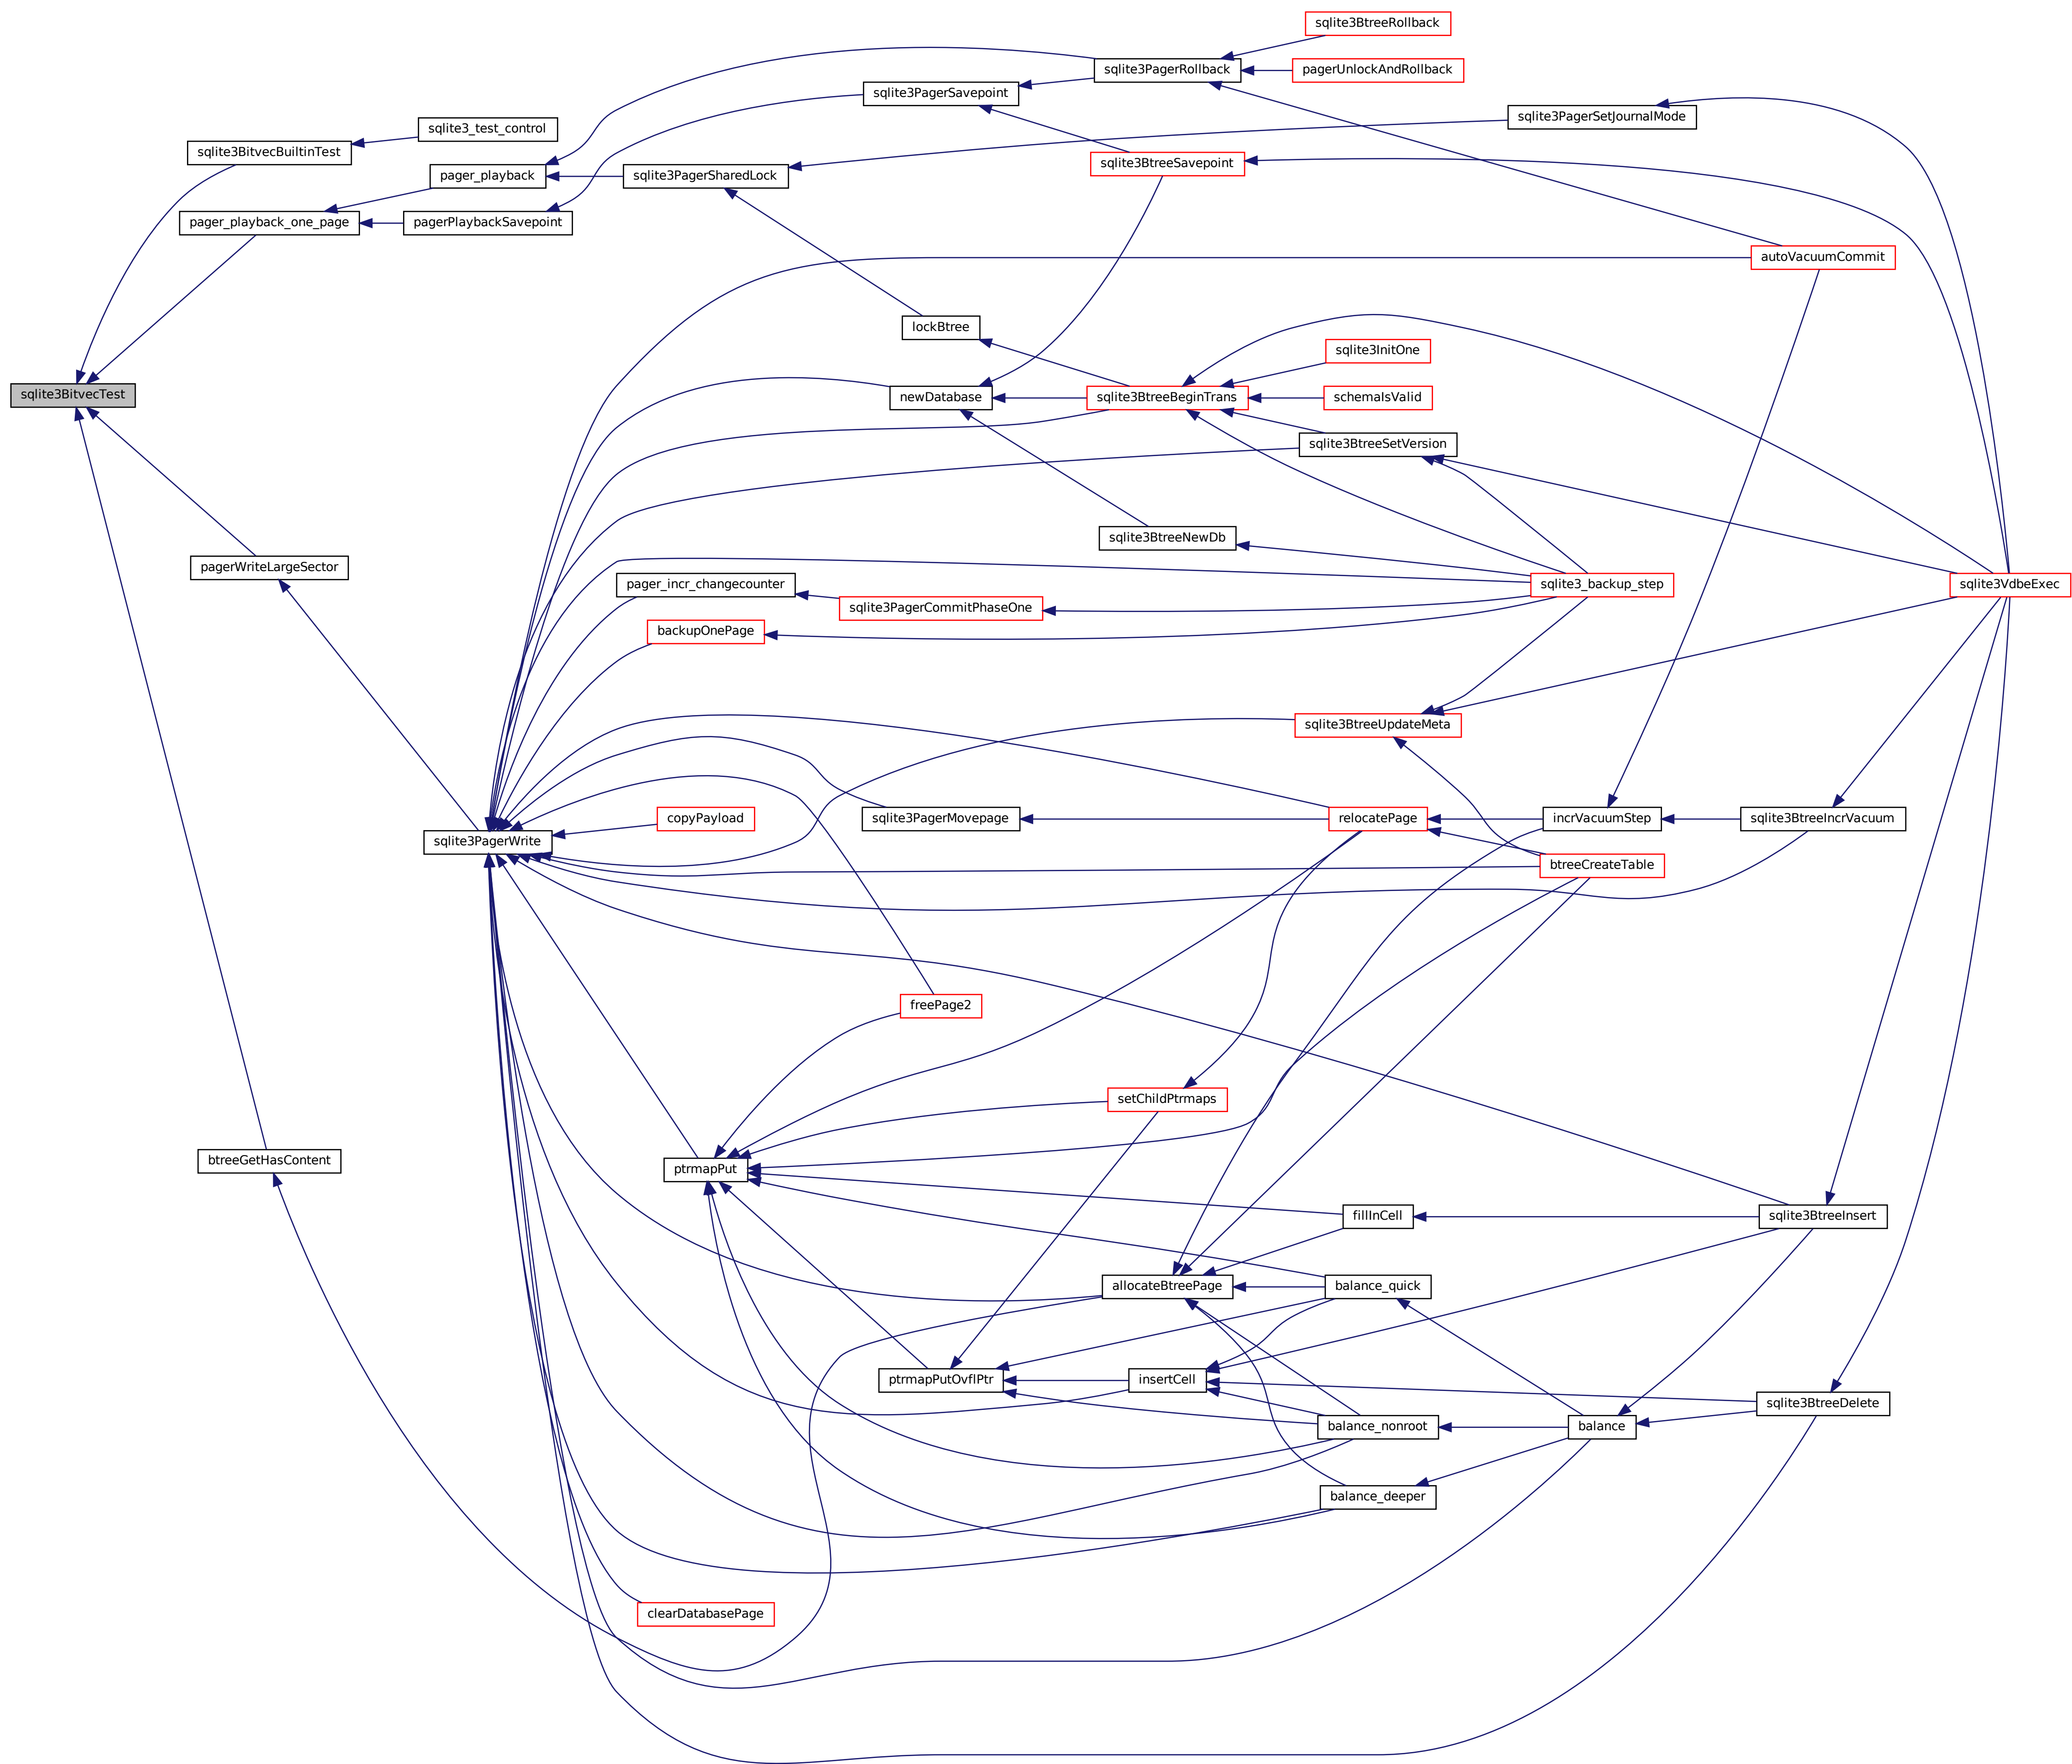 sqlite3BtreeRollback
sqlite3PagerRollback
pagerUnlockAndRollback
sqlite3PagerSavepoint
sqlite3PagerSetJournalMode
sqlite3_test_control
sqlite3BitvecBuiltinTest
sqlite3BtreeSavepoint
pager_playback
sqlite3PagerSharedLock
pager_playback_one_page
pagerPlaybackSavepoint
autoVacuumCommit
lockBtree
sqlite3InitOne
sqlite3BitvecTest
newDatabase
sqlite3BtreeBeginTrans
schemaIsValid
sqlite3BtreeSetVersion
sqlite3BtreeNewDb
pagerWriteLargeSector
pager_incr_changecounter
sqlite3_backup_step
sqlite3VdbeExec
sqlite3PagerCommitPhaseOne
backupOnePage
sqlite3BtreeUpdateMeta
copyPayload
sqlite3PagerMovepage
relocatePage
incrVacuumStep
sqlite3BtreeIncrVacuum
sqlite3PagerWrite
btreeCreateTable
freePage2
setChildPtrmaps
btreeGetHasContent
ptrmapPut
fillInCell
sqlite3BtreeInsert
allocateBtreePage
balance_quick
ptrmapPutOvflPtr
insertCell
sqlite3BtreeDelete
balance_nonroot
balance
balance_deeper
clearDatabasePage